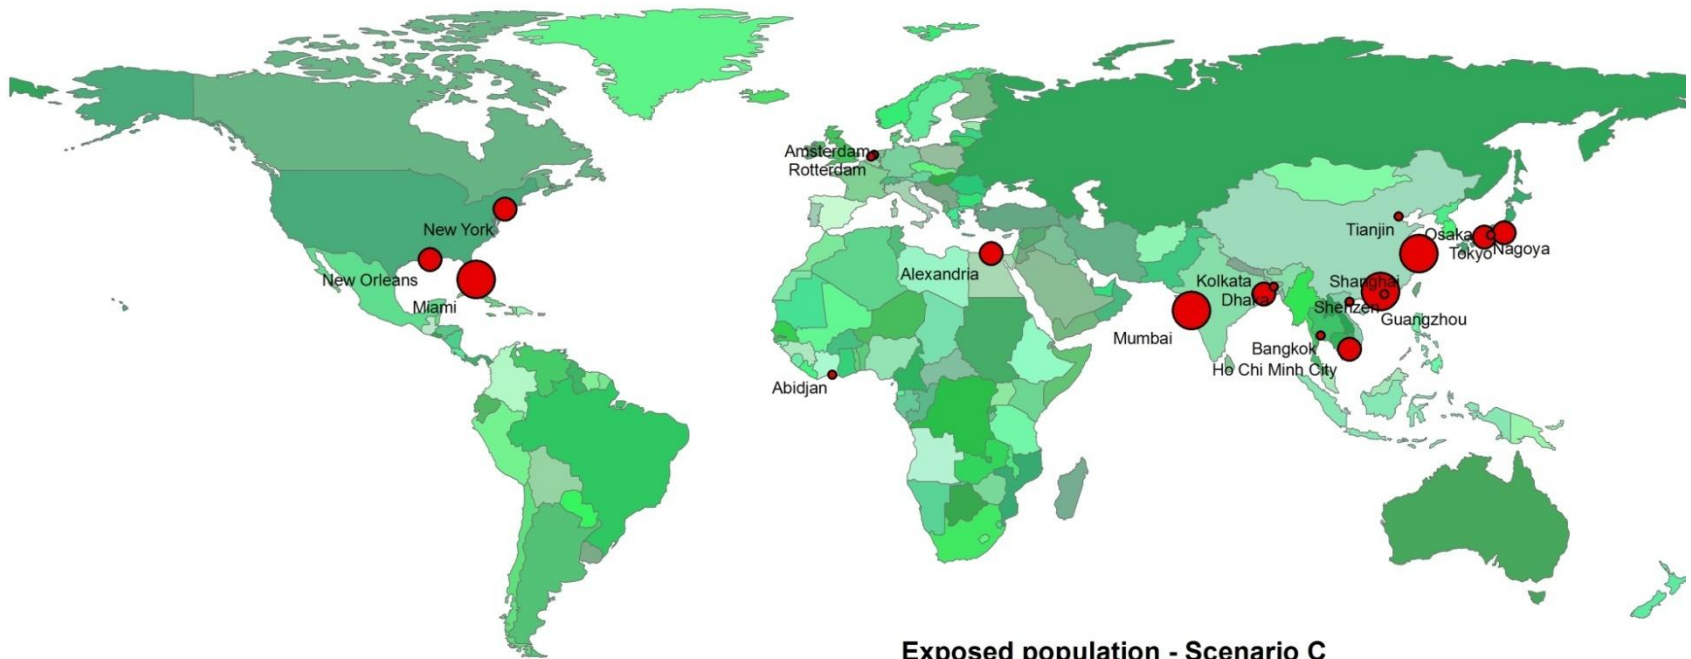 Amsterdam
Rotterdam
New York
New Orleans
Miami
Alexandria
Abidjan
Mumbai
Kolkata
Dhaka
Tianjin
Osaka
Tokyo
Nagoya
Shanghai
Shenzen
Guangzhou
Bangkok
Ho Chi Minh City
Exposed population - Scenario C